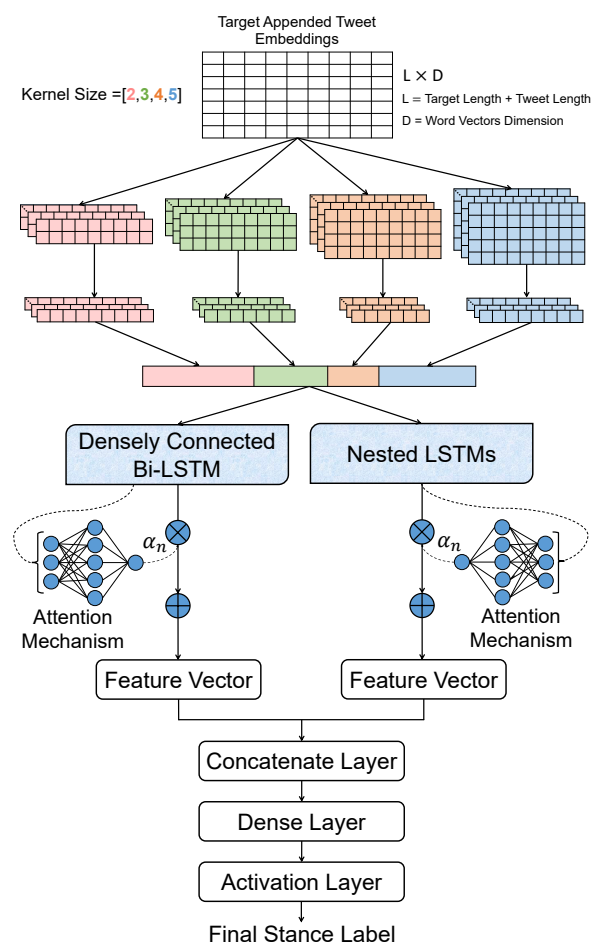 Target Appended Tweet
Embeddings
Kernel Size =[2,3,4,5]
L × D
L = Target Length + Tweet Length
D = Word Vectors Dimension
Densely Connected
Bi-LSTM
Nested LSTMs
αn
αn
Attention
Mechanism
Attention
Mechanism
Feature Vector
Feature Vector
Concatenate Layer
Dense Layer
Activation Layer
Final Stance Label